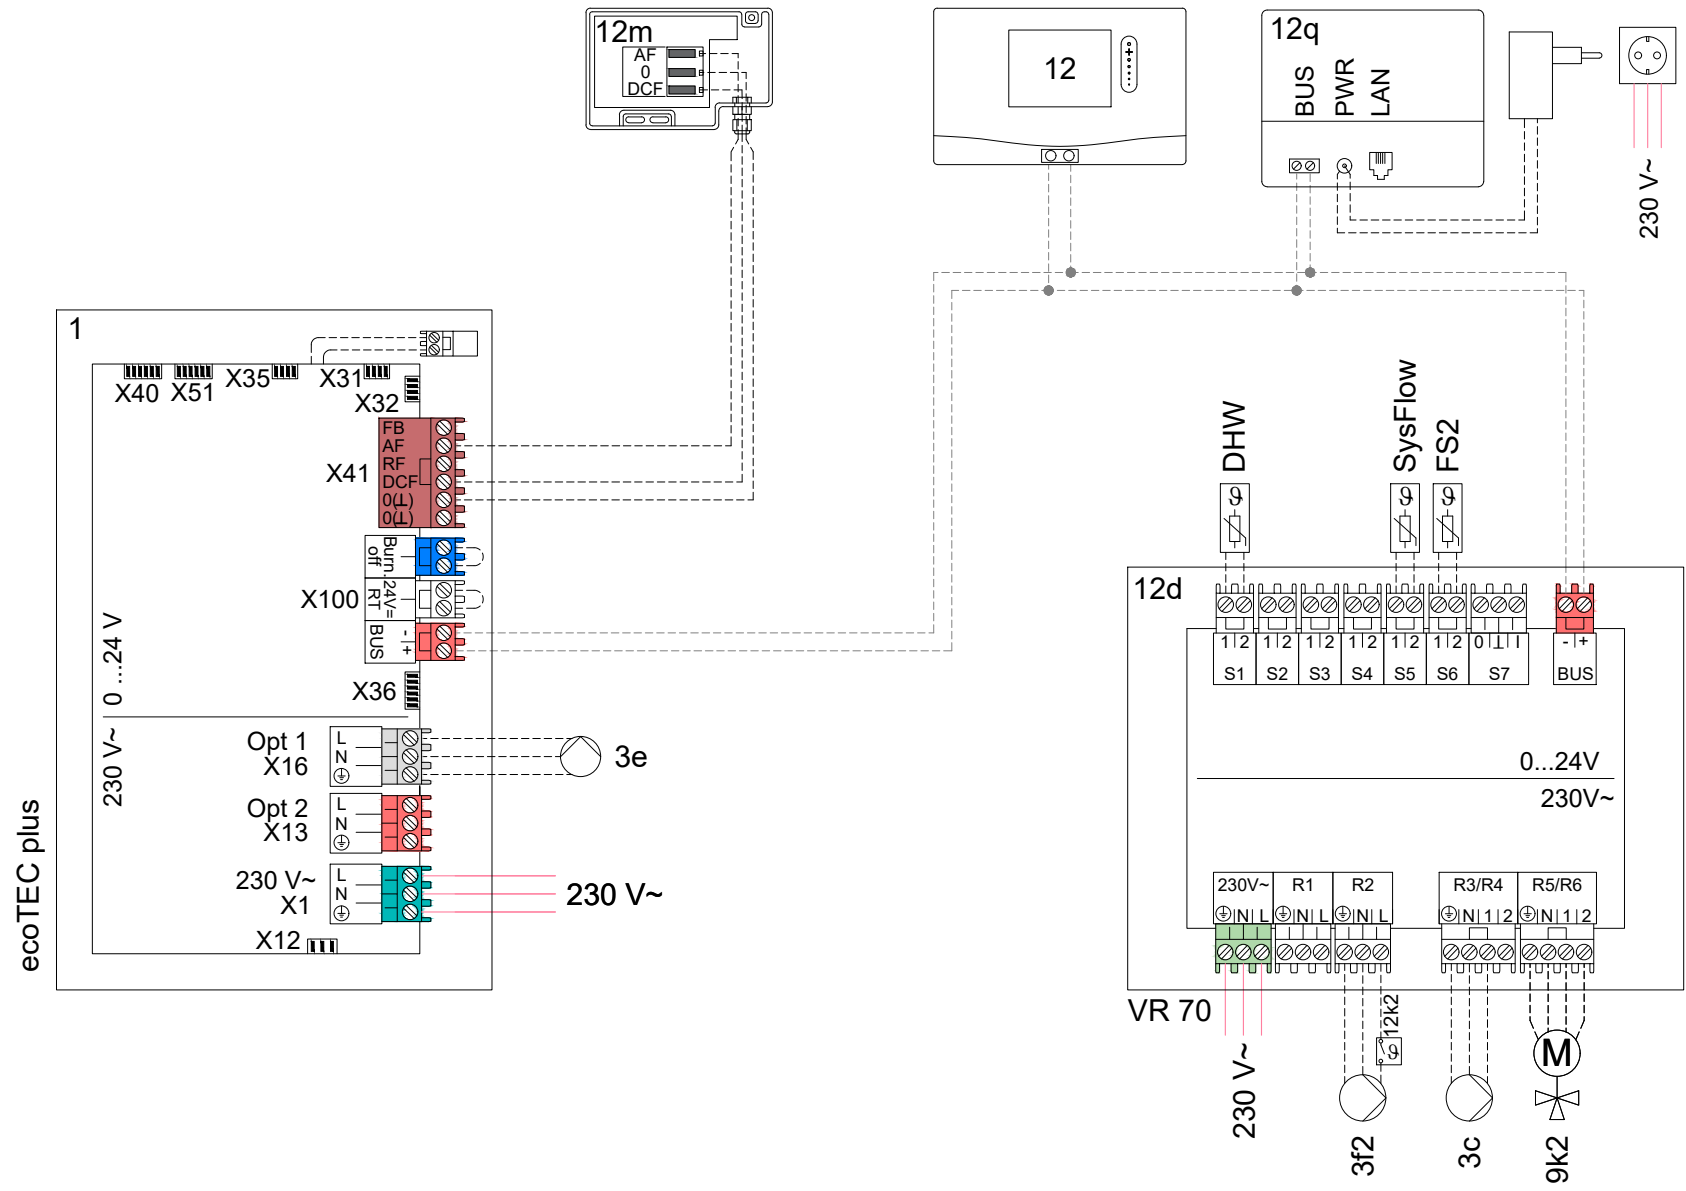 12m
AF
0
DCF
12
12q
BUS
PWR
LAN
230 V~
1
X40
X51
X35
X31
X32
FB
AF
RF
DCF
0(⊥)
0(⊥)
X41
Burn.
off
24V=
RT
X100
BUS
- +
X36
0 ...24 V
230 V~
Opt 1
X16
L
N
3e
Opt 2
X13
L
N
230 V~
X1
L
N
230 V~
X12
ecoTEC plus
DHW
SysFlow
FS2
12d
1 2
1 2
1 2
1 2
1 2
1 2
0 ⊥ I
- +
S1
S2
S3
S4
S5
S6
S7
BUS
0...24V
230V~
230V~
R1
R2
R3/R4
R5/R6
N L
N L
N L
N 1 2
N 1 2
VR 70
230 V~
12k2
3f2
3c
M
9k2